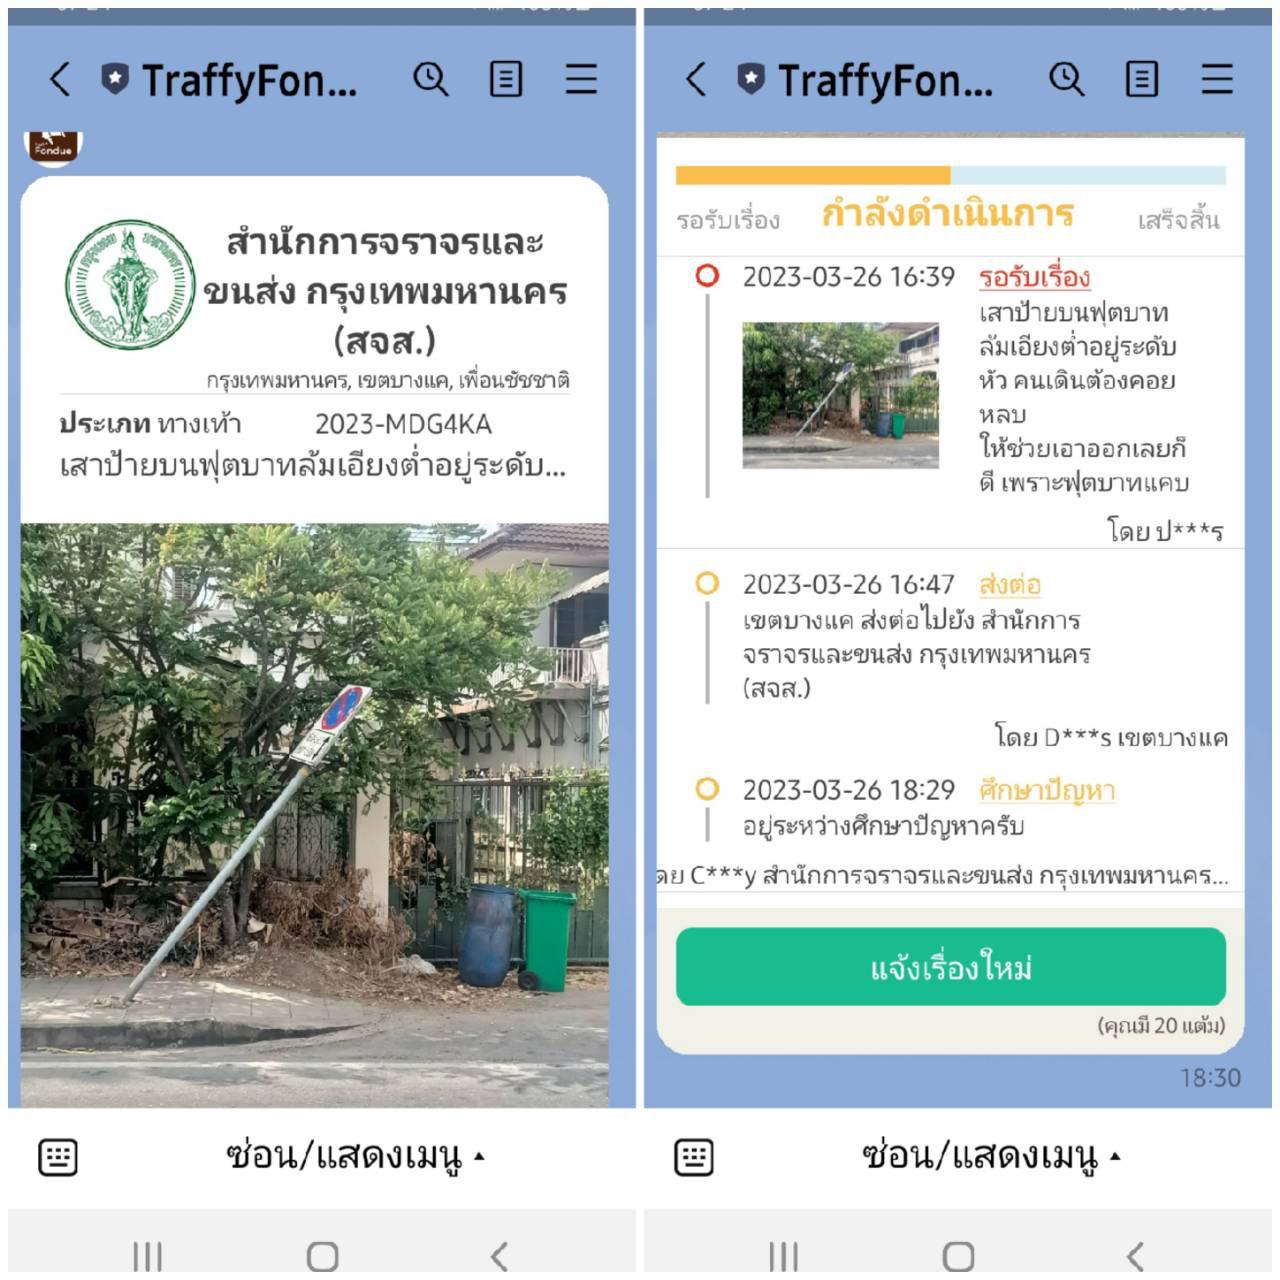 TraffyFon...
Fondue
สำนักการจราจรและ
ขนส่ง กรุงเทพมหานคร
(สจส.)
กรุงเทพมหานคร, เขตบางแค, เพื่อนชัชชาติ
ประเภท ทางเท้า 2023-MDG4KA
เสาป้ายบนฟุตบาทล้มเอียงต่ำอยู่ระดับ...
ซ่อน/แสดงเมนู
TraffyFon...
รอรับเรื่อง กำลังดำเนินการ เสร็จสิ้น
2023-03-26 16:39 รอรับเรื่อง
เสาป้ายบนฟุตบาท
ล้มเอียงต่ำอยู่ระดับ
หัว คนเดินต้องคอย
หลบ
ให้ช่วยเอาออกเลยก็
ดี เพราะฟุตบาทแคบ
โดย ป***ร
2023-03-26 16:47 ส่งต่อ
เขตบางแค ส่งต่อไปยัง สำนักการ
จราจรและขนส่ง กรุงเทพมหานคร
(สจส.)
โดย D***s เขตบางแค
2023-03-26 18:29 ศึกษาปัญหา
อยู่ระหว่างศึกษาปัญหาครับ
C***y สำนักการจราจรและขนส่ง กรุงเทพมหานคร...
แจ้งเรื่องใหม่
(คุณมี 20 แต้ม)
18:30
ซ่อน/แสดงเมนู